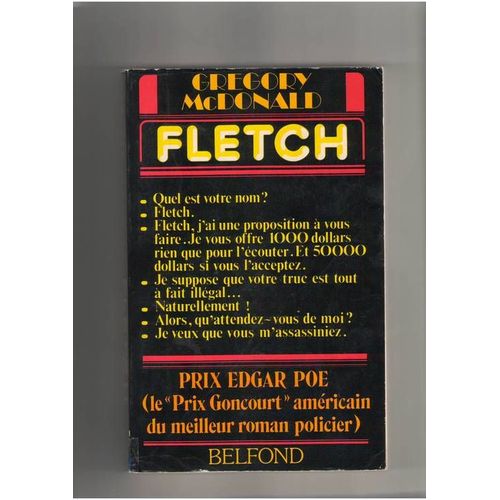 GREGORY
McDONALD
FLETCH
• Quel est votre nom?
• Fletch.
• Fletch, j'ai une proposition à vous
faire. Je vous offre 1000 dollars
rien que pour l'écouter. Et 50000
dollars si vous l'acceptez.
• Je suppose que votre truc est tout
à fait illégal...
• Naturellement!
• Alors, qu'attendez-vous de moi?
• Je veux que vous m'assassiniez.
PRIX EDGAR POE
(le "Prix Goncourt" américain
du meilleur roman policier)
BELFOND